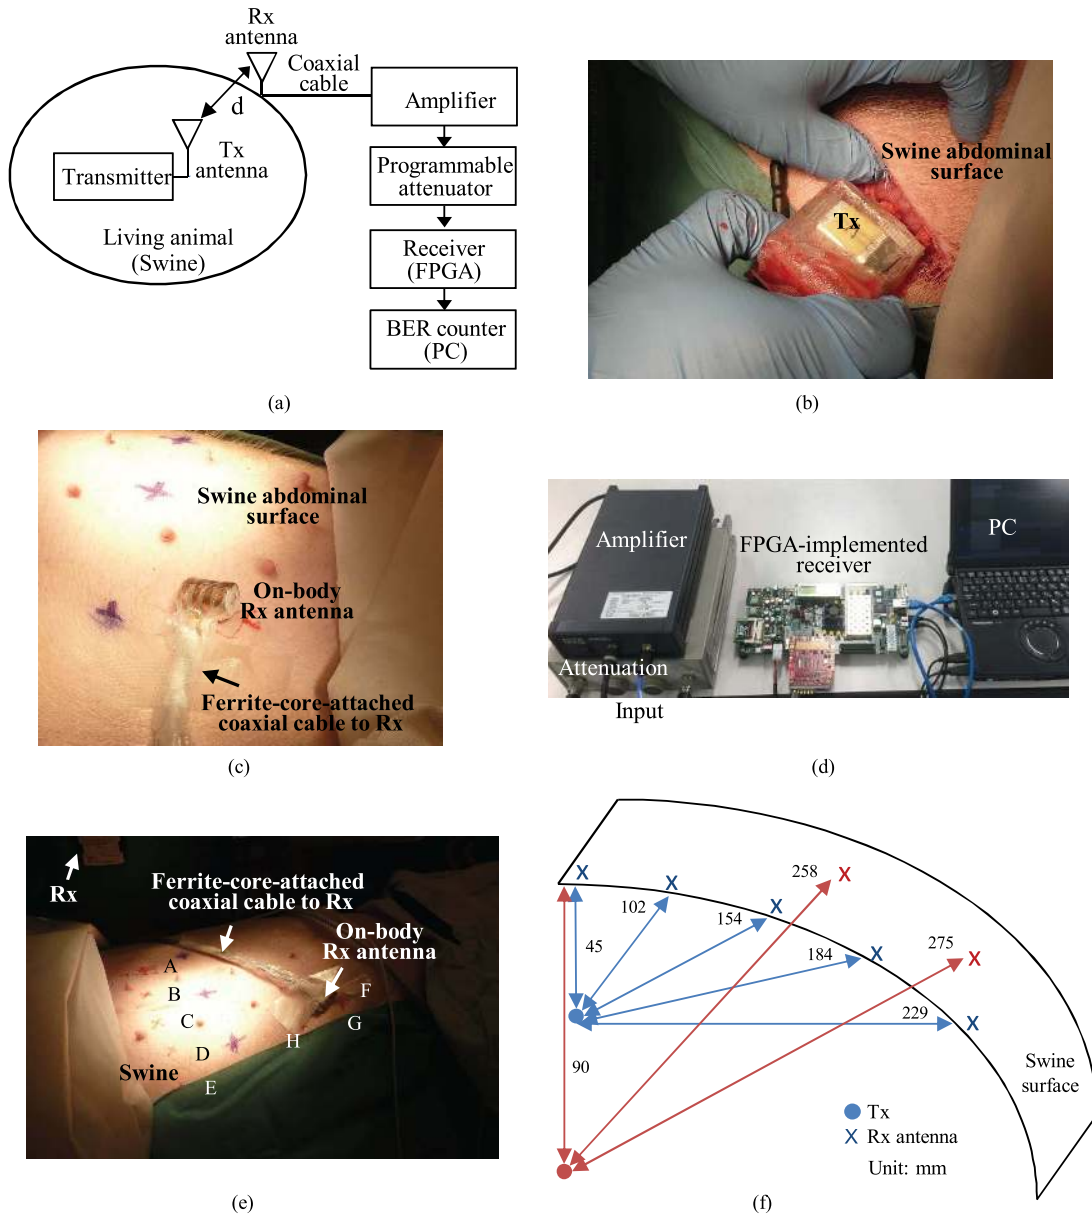 Rx
antenna
Coaxial
cable
Amplifier
d
Tx
antenna
Transmitter
Programmable
attenuator
Living animal
(Swine)
Receiver
(FPGA)
BER counter
(PC)
(a)
Swine abdominal
surface
Tx
(b)
Swine abdominal
surface
On-body
Rx antenna
Ferrite-core-attached
coaxial cable to Rx
(c)
Amplifier
FPGA-implemented
receiver
PC
Attenuation
Input
(d)
Rx
Ferrite-core-attached
coaxial cable to Rx
On-body
Rx antenna
A
B
C
D
E
F
G
H
Swine
(e)
X
X
258
X
102
154
X
45
184
X
275
X
229
X
90
Swine
surface
Tx
X Rx antenna
Unit: mm
(f)